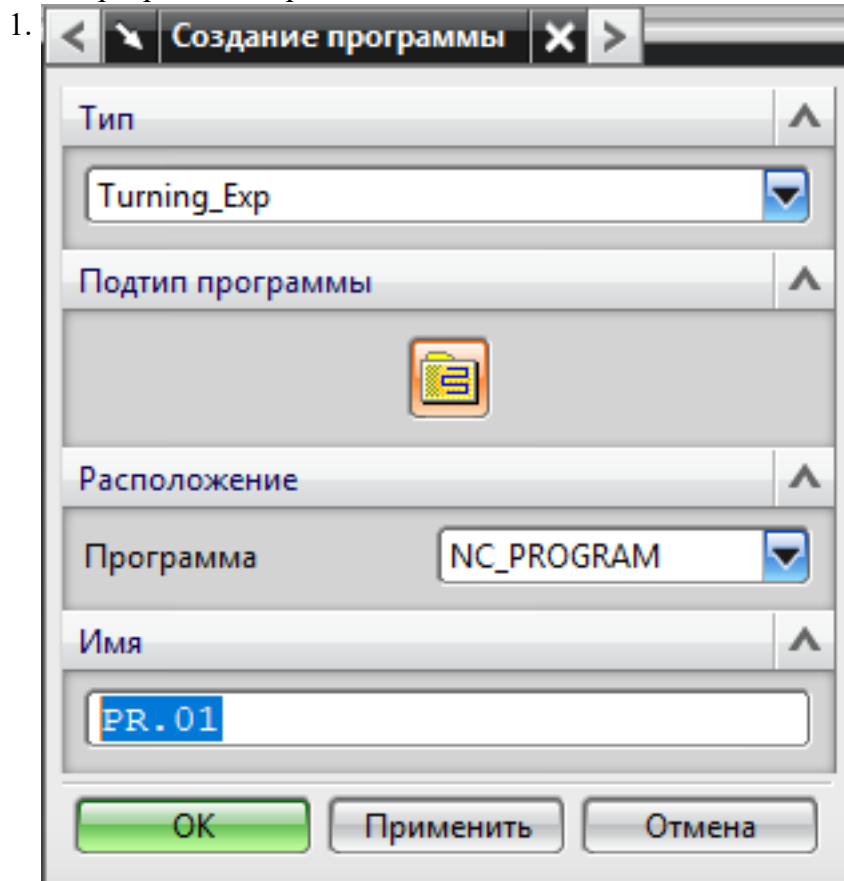 1.
Создание программы
Тип
Turning_Exp
Подтип программы
Расположение
Программа NC_PROGRAM
Имя
PR.01
OK Применить Отмена